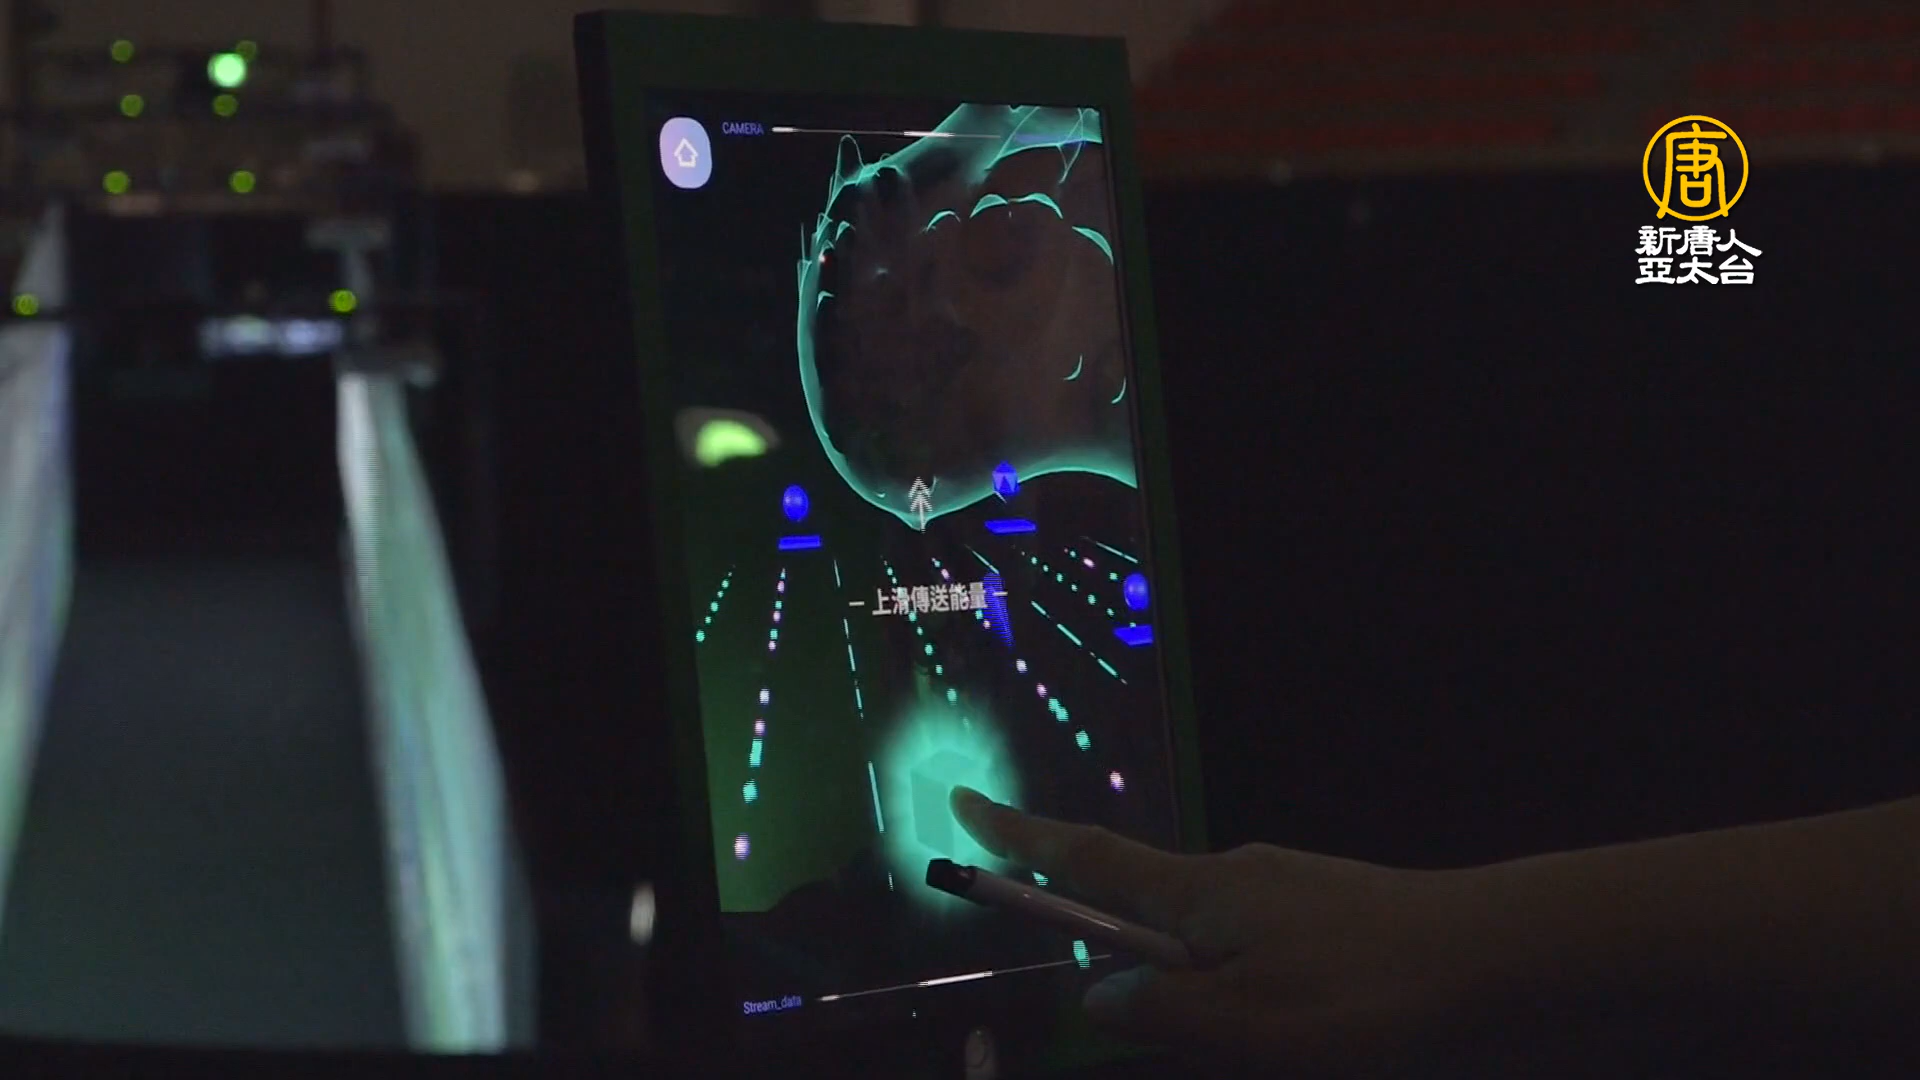 CAMERA
唐
新唐人
亞太台
— 上滑傳送能量 —
Stream_data